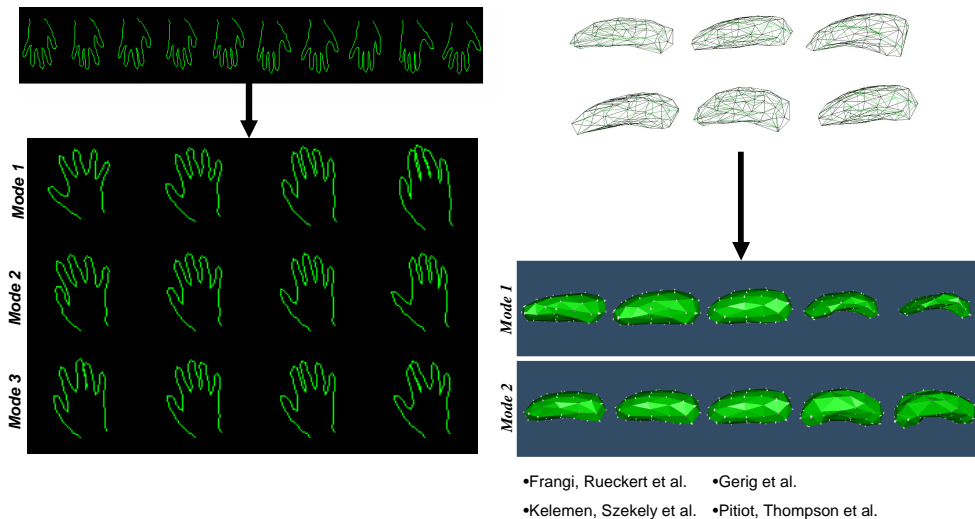 Mode 1
Mode 2
Mode 3
Mode 1
Mode 2
•Frangi, Rueckert et al. •Gerig et al.
•Kelemen, Szekely et al. •Pitiot, Thompson et al.